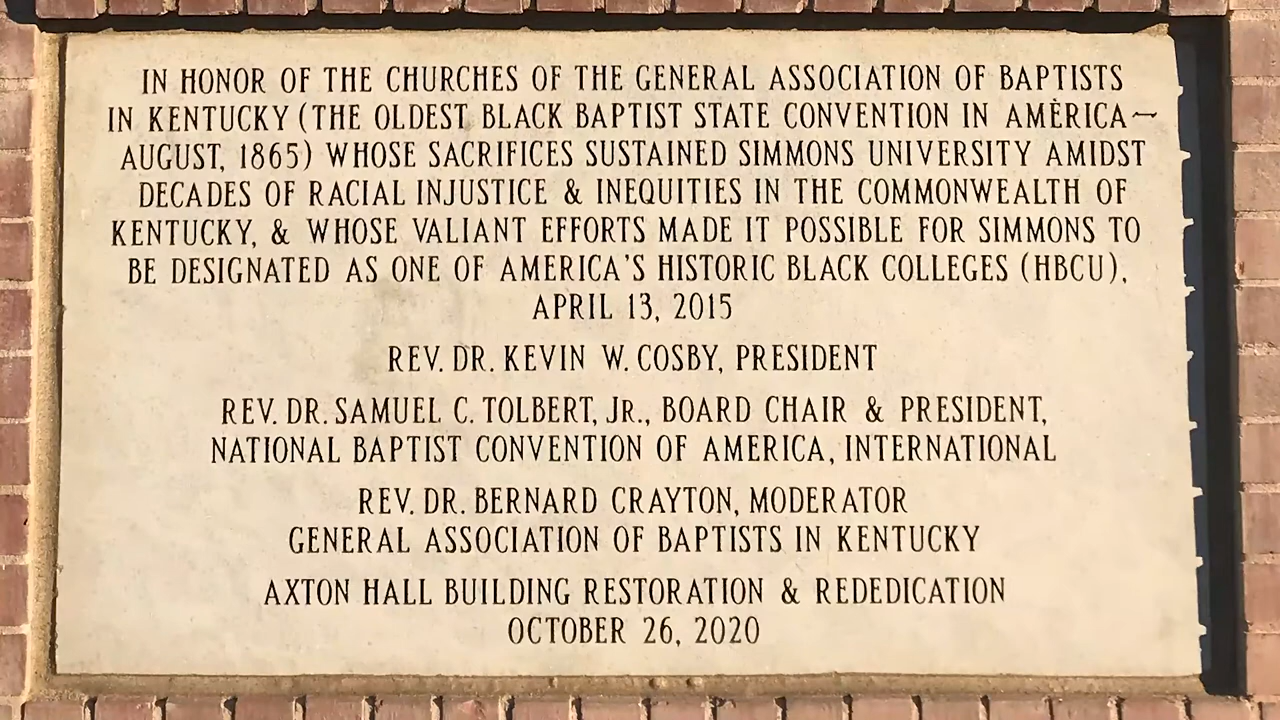 IN HONOR OF THE CHURCHES OF THE GENERAL ASSOCIATION OF BAPTISTS
IN KENTUCKY (THE OLDEST BLACK BAPTIST STATE CONVENTION IN AMERICA~
AUGUST, 1865) WHOSE SACRIFICES SUSTAINED SIMMONS UNIVERSITY AMIDST
DECADES OF RACIAL INJUSTICE & INEQUITIES IN THE COMMONWEALTH OF
KENTUCKY, & WHOSE VALIANT EFFORTS MADE IT POSSIBLE FOR SIMMONS TO
BE DESIGNATED AS ONE OF AMERICA'S HISTORIC BLACK COLLEGES (HBCU),
APRIL 13, 2015
REV. DR. KEVIN W. COSBY, PRESIDENT
REV. DR. SAMUEL C. TOLBERT, JR., BOARD CHAIR & PRESIDENT,
NATIONAL BAPTIST CONVENTION OF AMERICA, INTERNATIONAL
REV. DR. BERNARD CRAYTON, MODERATOR
GENERAL ASSOCIATION OF BAPTISTS IN KENTUCKY
AXTON HALL BUILDING RESTORATION & REDEDICATION
OCTOBER 26, 2020